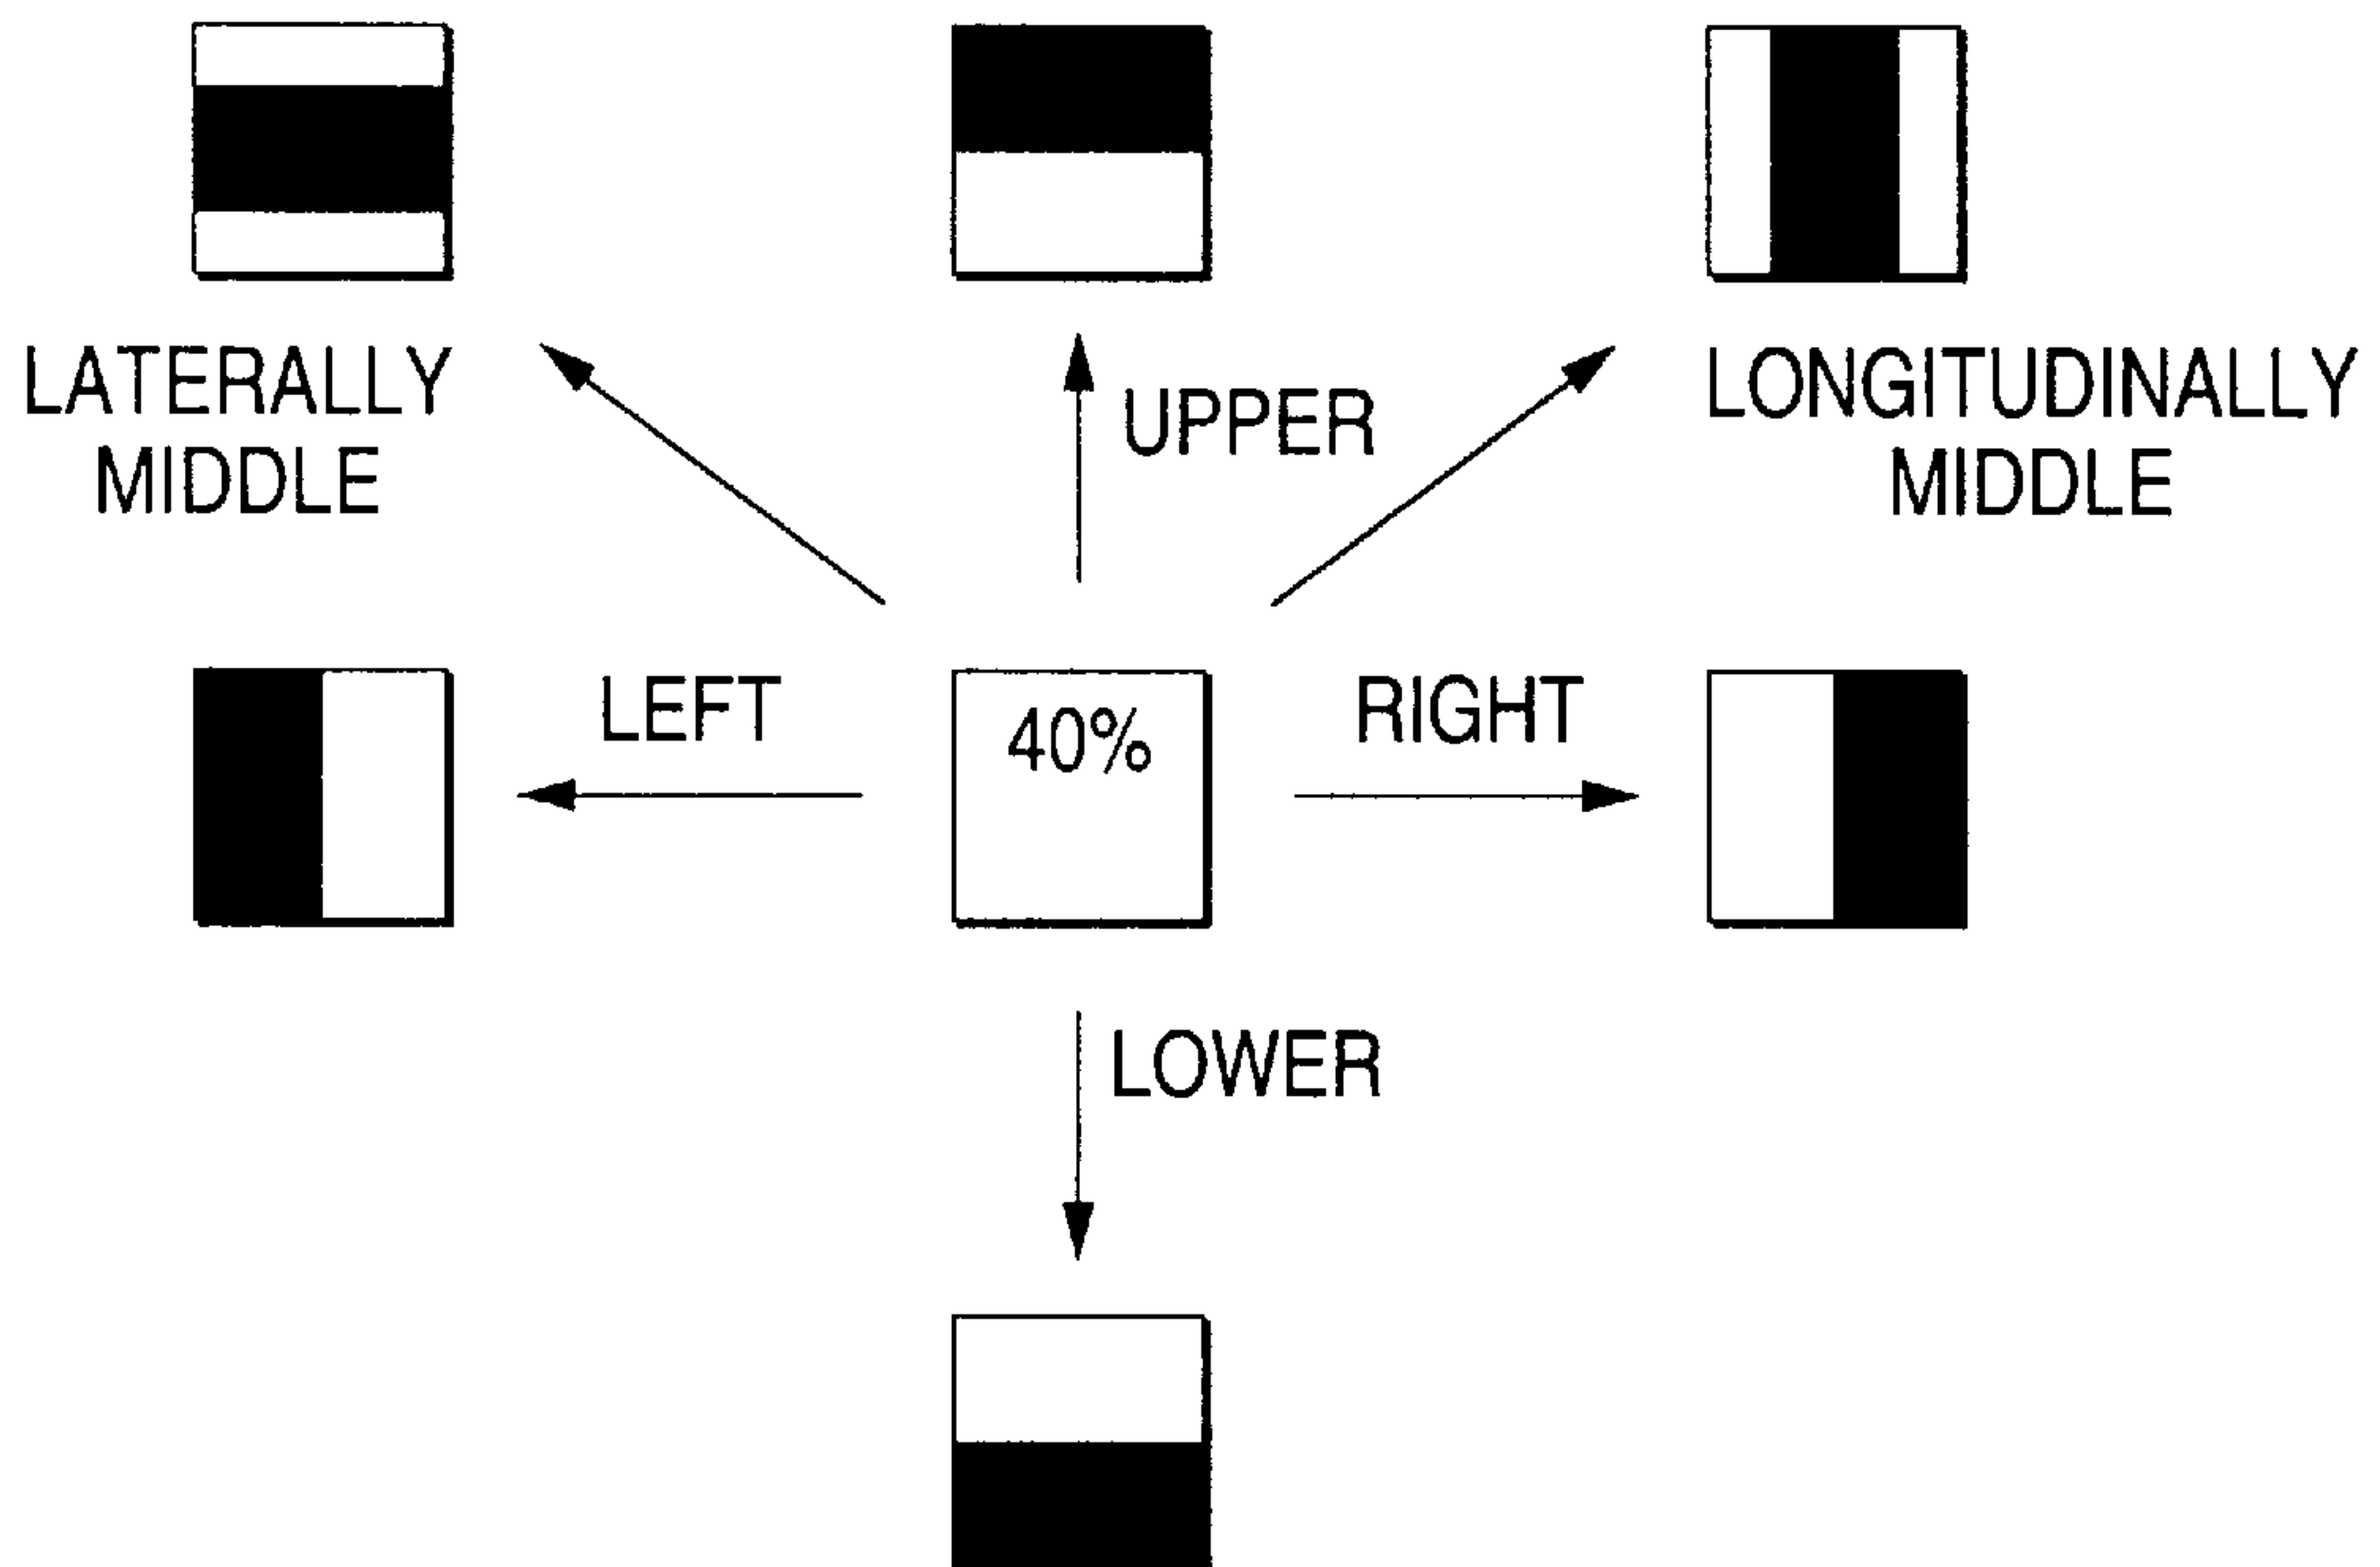 LATERALLY
MIDDLE
UPPER
LONGITUDINALLY
MIDDLE
LEFT
40%
RIGHT
LOWER